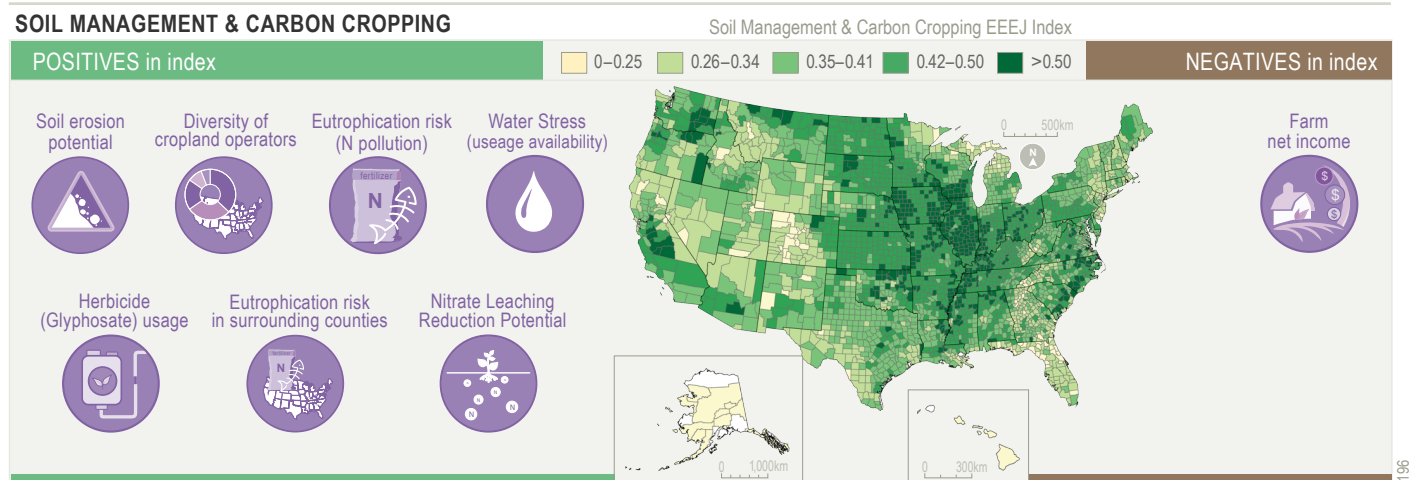 SOIL MANAGEMENT & CARBON CROPPING
Soil Management & Carbon Cropping EEEJ Index
POSITIVES in index
0–0.25
0.26–0.34
0.35–0.41
0.42–0.50
>0.50
NEGATIVES in index
Soil erosion
potential
Diversity of
cropland operators
Eutrophication risk
(N pollution)
fertilizer
N
Water Stress
(useage availability)
Herbicide
(Glyphosate) usage
Eutrophication risk
in surrounding counties
fertilizer
N
Nitrate Leaching
Reduction Potential
N
N
N
N
N
0 500km
N
0 1,000km
0 300km
Farm
net income
$
$
$
196